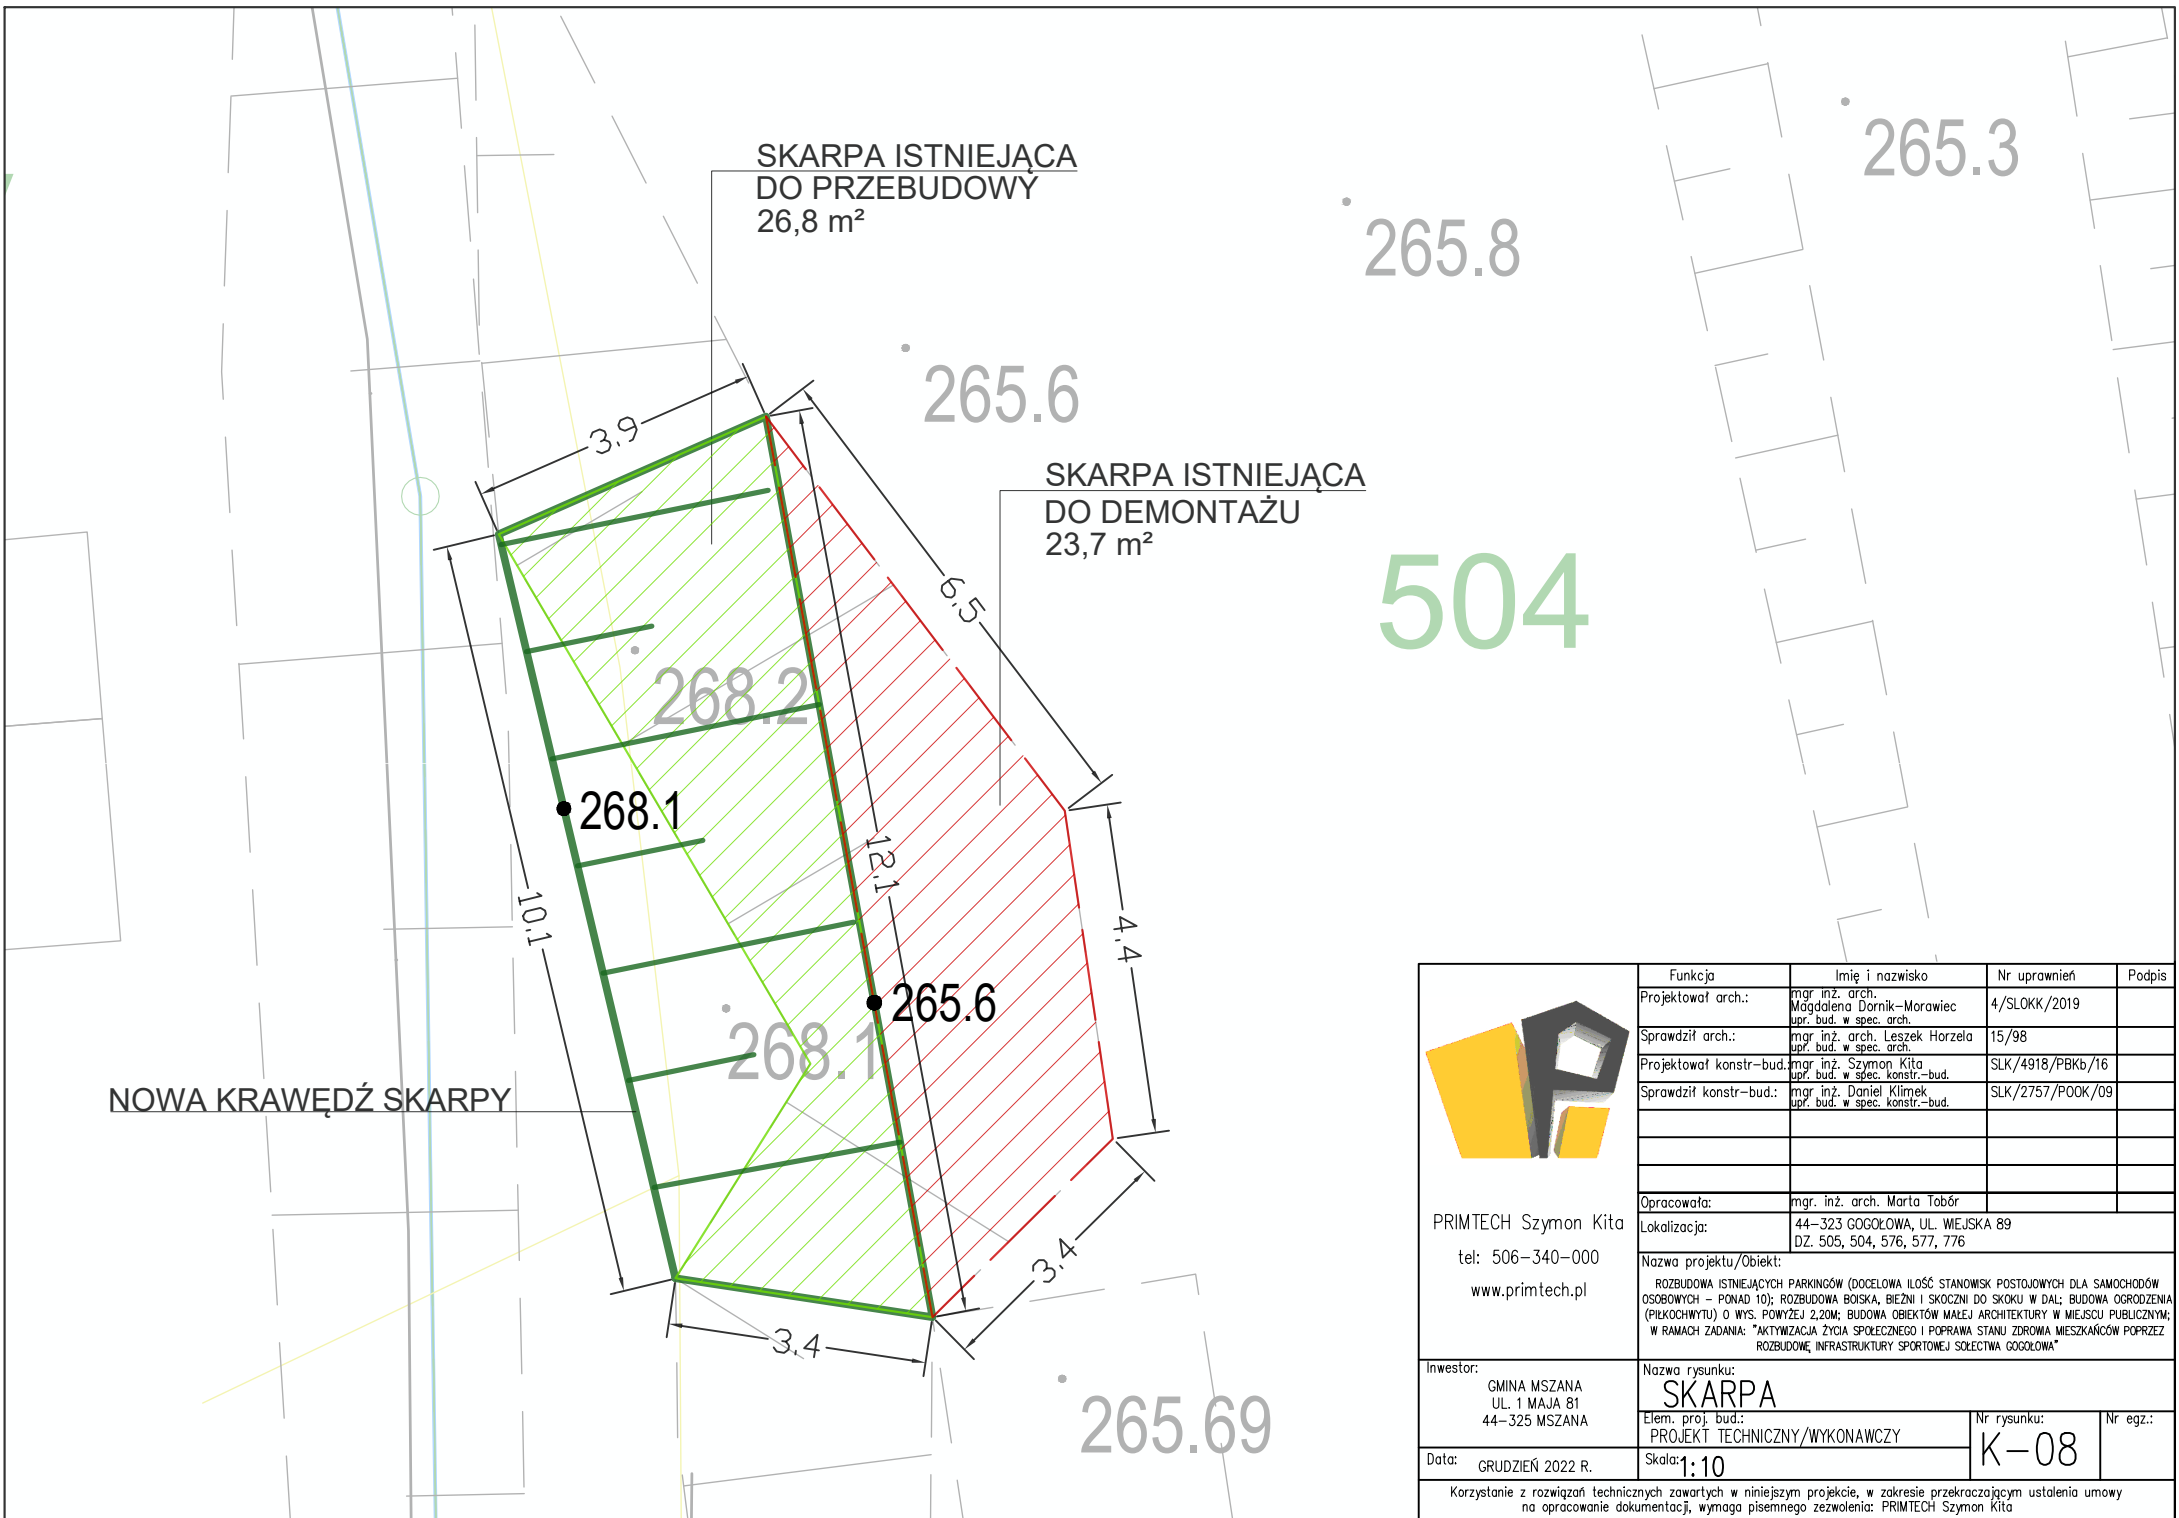 SKARPA ISTNIEJĄCA
DO PRZEBUDOWY
26,8 m²
265.3
265.8
265.6
3.9
SKARPA ISTNIEJĄCA
DO DEMONTAŻU
23,7 m²
6.5
504
268.2
268.1
12.1
10.1
4.4
265.6
268.1
NOWA KRAWĘDŹ SKARPY
3.4
3.4
265.69
PRIMTECH Szymon Kita
tel: 506-340-000
www.primtech.pl
Funkcja Imię i nazwisko Nr uprawnień Podpis
Projektował arch.: mgr inż. arch. Magdalena Dornik-Morawiec upr. bud. w spec. arch. 4/SLOKK/2019
Sprawdził arch.: mgr inż. arch. Leszek Horzela upr. bud. w spec. arch. 15/98
Projektował konstr-bud.: mgr inż. Szymon Kita upr. bud. w spec. konstr.-bud. SLK/4918/PBKb/16
Sprawdził konstr-bud.: mgr inż. Daniel Klimek upr. bud. w spec. konstr.-bud. SLK/2757/POOK/09
Opracowała: mgr. inż. arch. Marta Tobór
Lokalizacja: 44-323 GOGOŁOWA, UL. WIEJSKA 89
DZ. 505, 504, 576, 577, 776
Nazwa projektu/Obiekt:
ROZBUDOWA ISTNIEJĄCYCH PARKINGÓW (DOCELOWA ILOŚĆ STANOWISK POSTOJOWYCH DLA SAMOCHODÓW
OSOBOWYCH - PONAD 10); ROZBUDOWA BOISKA, BIEŻNI I SKOCZNI DO SKOKU W DAL; BUDOWA OGRODZENIA
(PIŁKOCHWYTU) O WYS. POWYŻEJ 2,20M; BUDOWA OBIEKTÓW MAŁEJ ARCHITEKTURY W MIEJSCU PUBLICZNYM;
W RAMACH ZADANIA: "AKTYWIZACJA ŻYCIA SPOŁECZNEGO I POPRAWA STANU ZDROWIA MIESZKAŃCÓW POPRZEZ
ROZBUDOWĘ INFRASTRUKTURY SPORTOWEJ SOŁECTWA GOGOŁOWA"
Inwestor:
GMINA MSZANA
UL. 1 MAJA 81
44-325 MSZANA
Nazwa rysunku:
SKARPA
Elem. proj. bud.:
PROJEKT TECHNICZNY/WYKONAWCZY
Nr rysunku:
K-08
Nr egz.:
Data: GRUDZIEŃ 2022 R.
Skala: 1:10
Korzystanie z rozwiązań technicznych zawartych w niniejszym projekcie, w zakresie przekraczającym ustalenia umowy
na opracowanie dokumentacji, wymaga pisemnego zezwolenia: PRIMTECH Szymon Kita